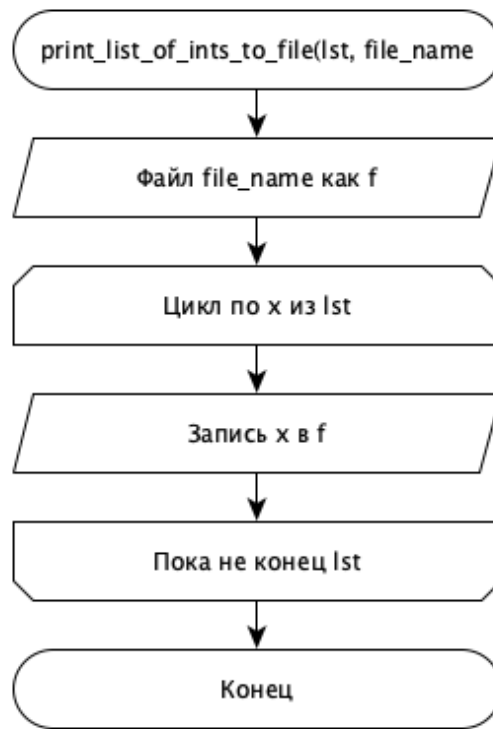 print_list_of_ints_to_file(lst, file_name
Файл file_name как f
Цикл по x из lst
Запись x в f
Пока не конец lst
Конец